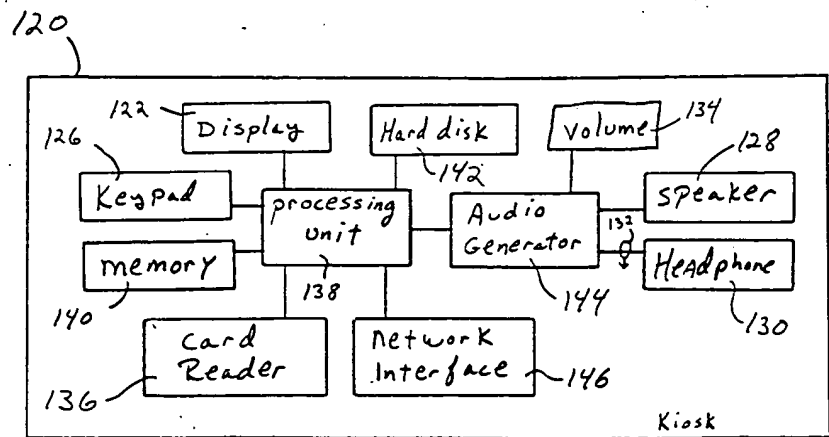 120
122
Display
Hard disk
142
Volume
134
126
Keypad
128
Speaker
processing
unit
138
Audio
Generator
144
132
memory
140
Headphone
130
Card
Reader
136
network
Interface
146
Kiosk